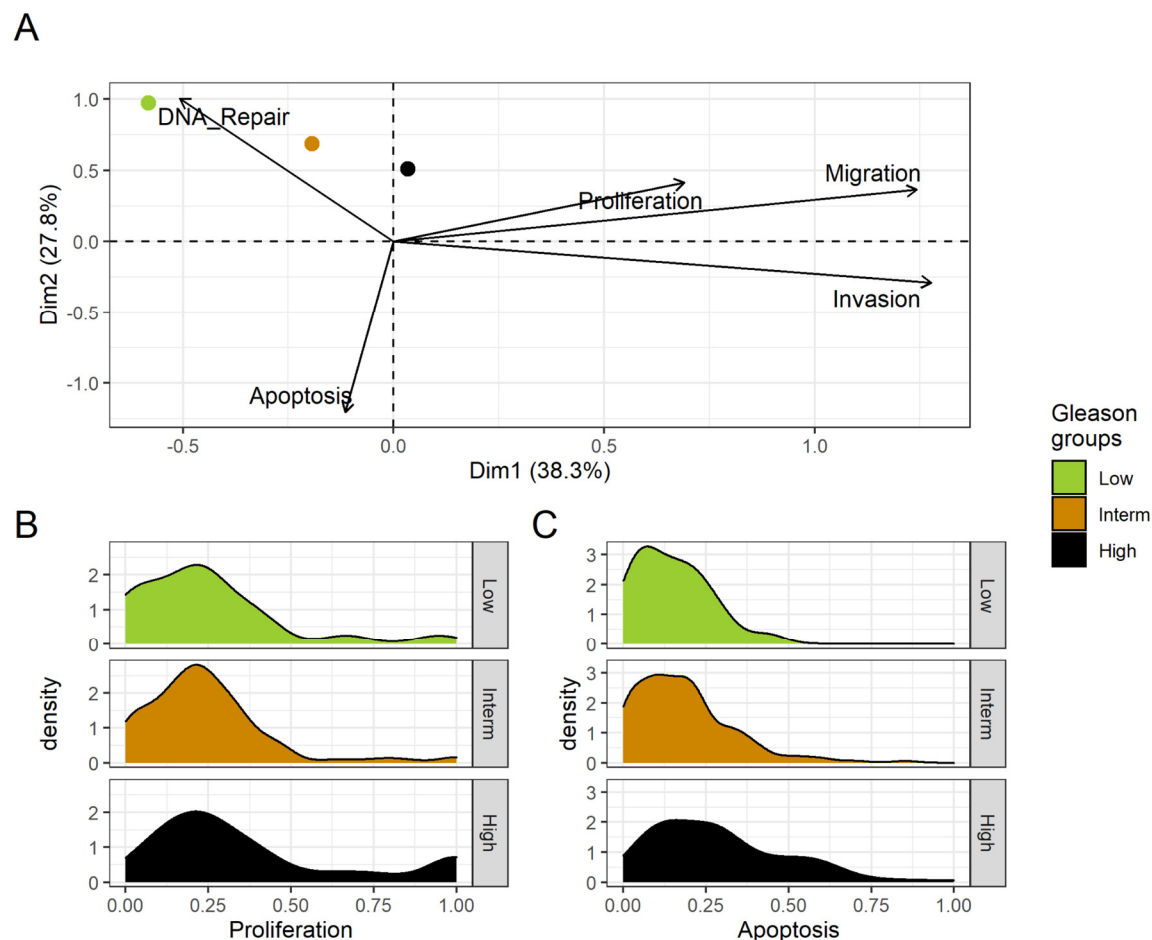 A
1.0
0.5
0.0
-0.5
-1.0
Dim2 (27.8%)
DNA_Repair
Migration
Proliferation
Invasion
Apoptosis
-0.5
0.0
0.5
1.0
Dim1 (38.3%)
Gleason
groups
Low
Interm
High
B
density
2
1
0
Low
2
1
0
Interm
2
1
0
High
0.00
0.25
0.50
0.75
1.00
Proliferation
C
density
3
2
1
0
Low
3
2
1
0
Interm
3
2
1
0
High
0.00
0.25
0.50
0.75
1.00
Apoptosis